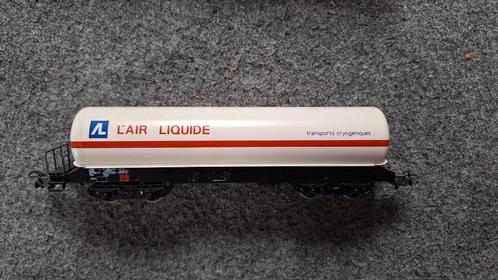 AL L'AIR LIQUIDE
transports cryogeniques